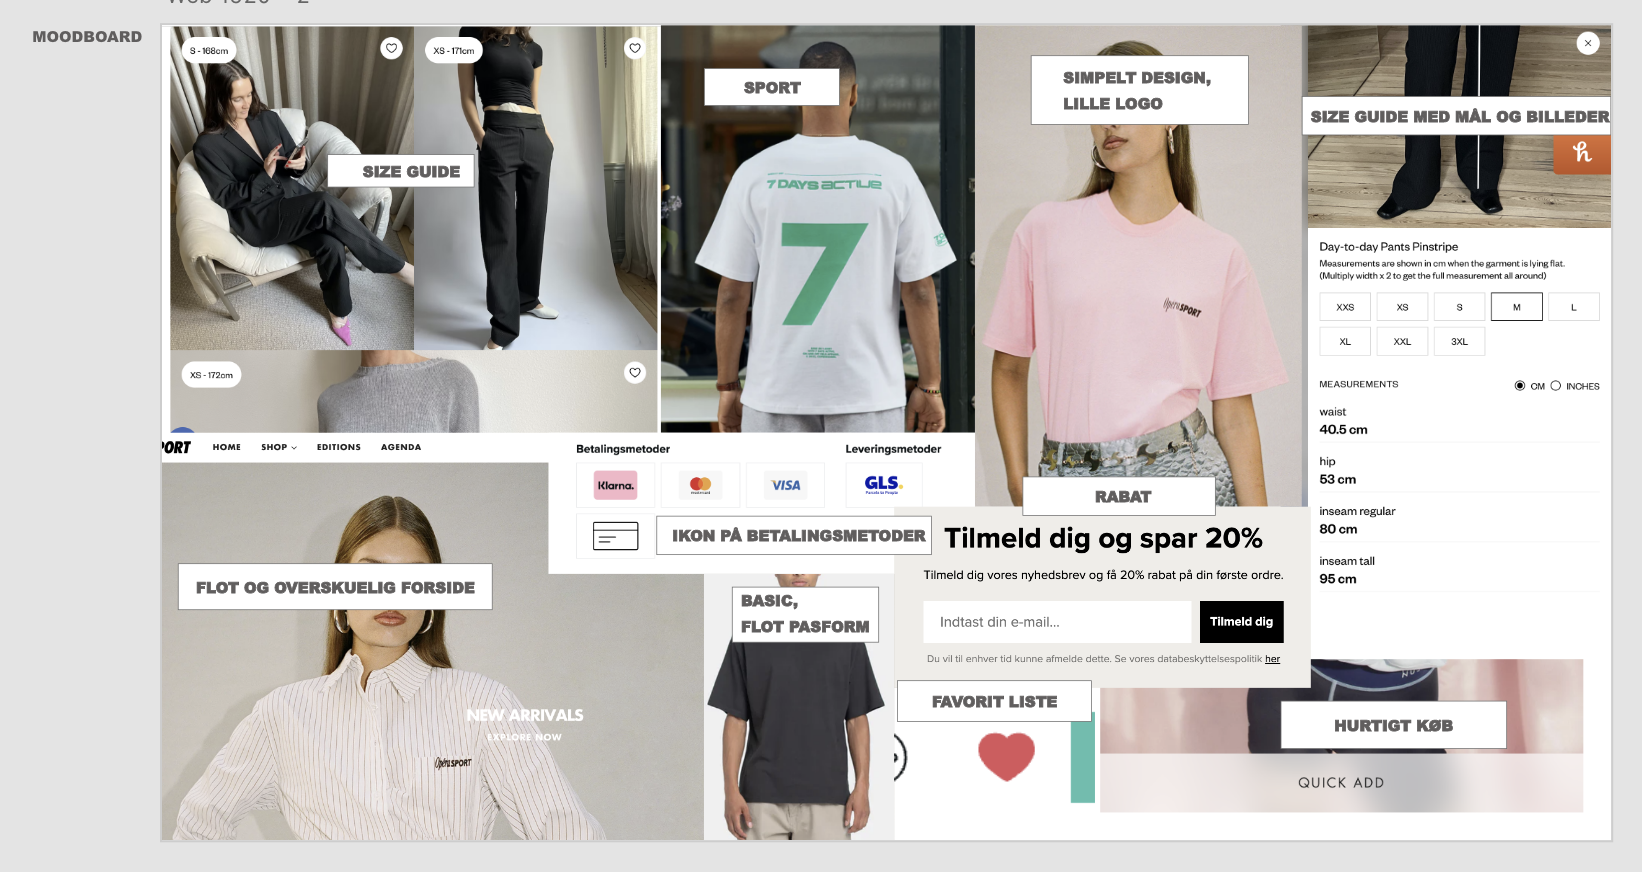 MOODBOARD
S - 168cm
XS - 171cm
SIZE GUIDE
XS - 172cm
SPORT
7 DAYS ACTIVE
7
SIMPELT DESIGN,
LILLE LOGO
OperaSPORT
SIZE GUIDE MED MÅL OG BILLEDER
Day-to-day Pants Pinstripe
Measurements are shown in cm when the garment is lying flat.
(Multiply width x 2 to get the full measurement all around)
XXS XS S M L
XL XXL 3XL
MEASUREMENTS CM INCHES
waist
40.5 cm
hip
53 cm
inseam regular
80 cm
inseam tall
95 cm
PORT HOME SHOP EDITIONS AGENDA
FLOT OG OVERSKUELIG FORSIDE
NEW ARRIVALS
EXPLORE NOW
OperaSPORT
Betalingsmetoder Leveringsmetoder
Klarna. mastercard VISA GLS.
Parcels to People
IKON PÅ BETALINGSMETODER
BASIC,
FLOT PASFORM
RABAT
Tilmeld dig og spar 20%
Tilmeld dig vores nyhedsbrev og få 20% rabat på din første ordre.
Indtast din e-mail... Tilmeld dig
Du vil til enhver tid kunne afmelde dette. Se vores databeskyttelsespolitik her
FAVORIT LISTE
HURTIGT KØB
QUICK ADD